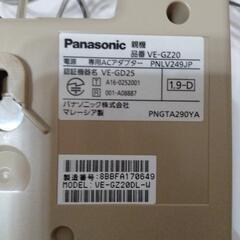 Panasonic 親機
品番 VE-GZ20
電源 専用ACアダプター PNLV249JP
認証機器名 VE-GD25
T A16-0252001
R 001-A08887
1.9-D
パナソニック株式会社
マレーシア製
PNGTA290YA
製造番号:8BBFA170649
MODEL:VE-GZ20DL-W